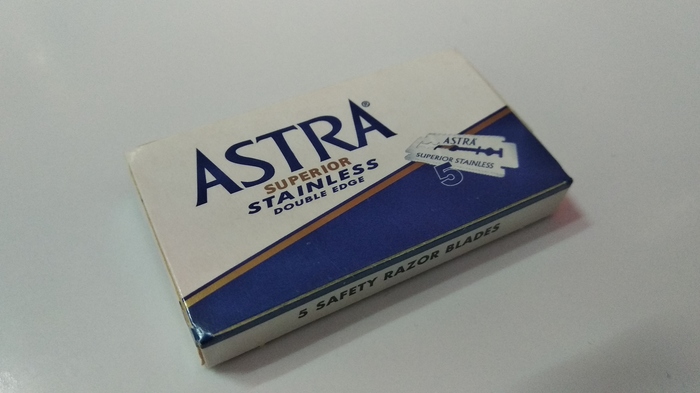 ASTRA®
SUPERIOR
STAINLESS
DOUBLE EDGE
ASTRA
SUPERIOR STAINLESS
5
5 SAFETY RAZOR BLADES